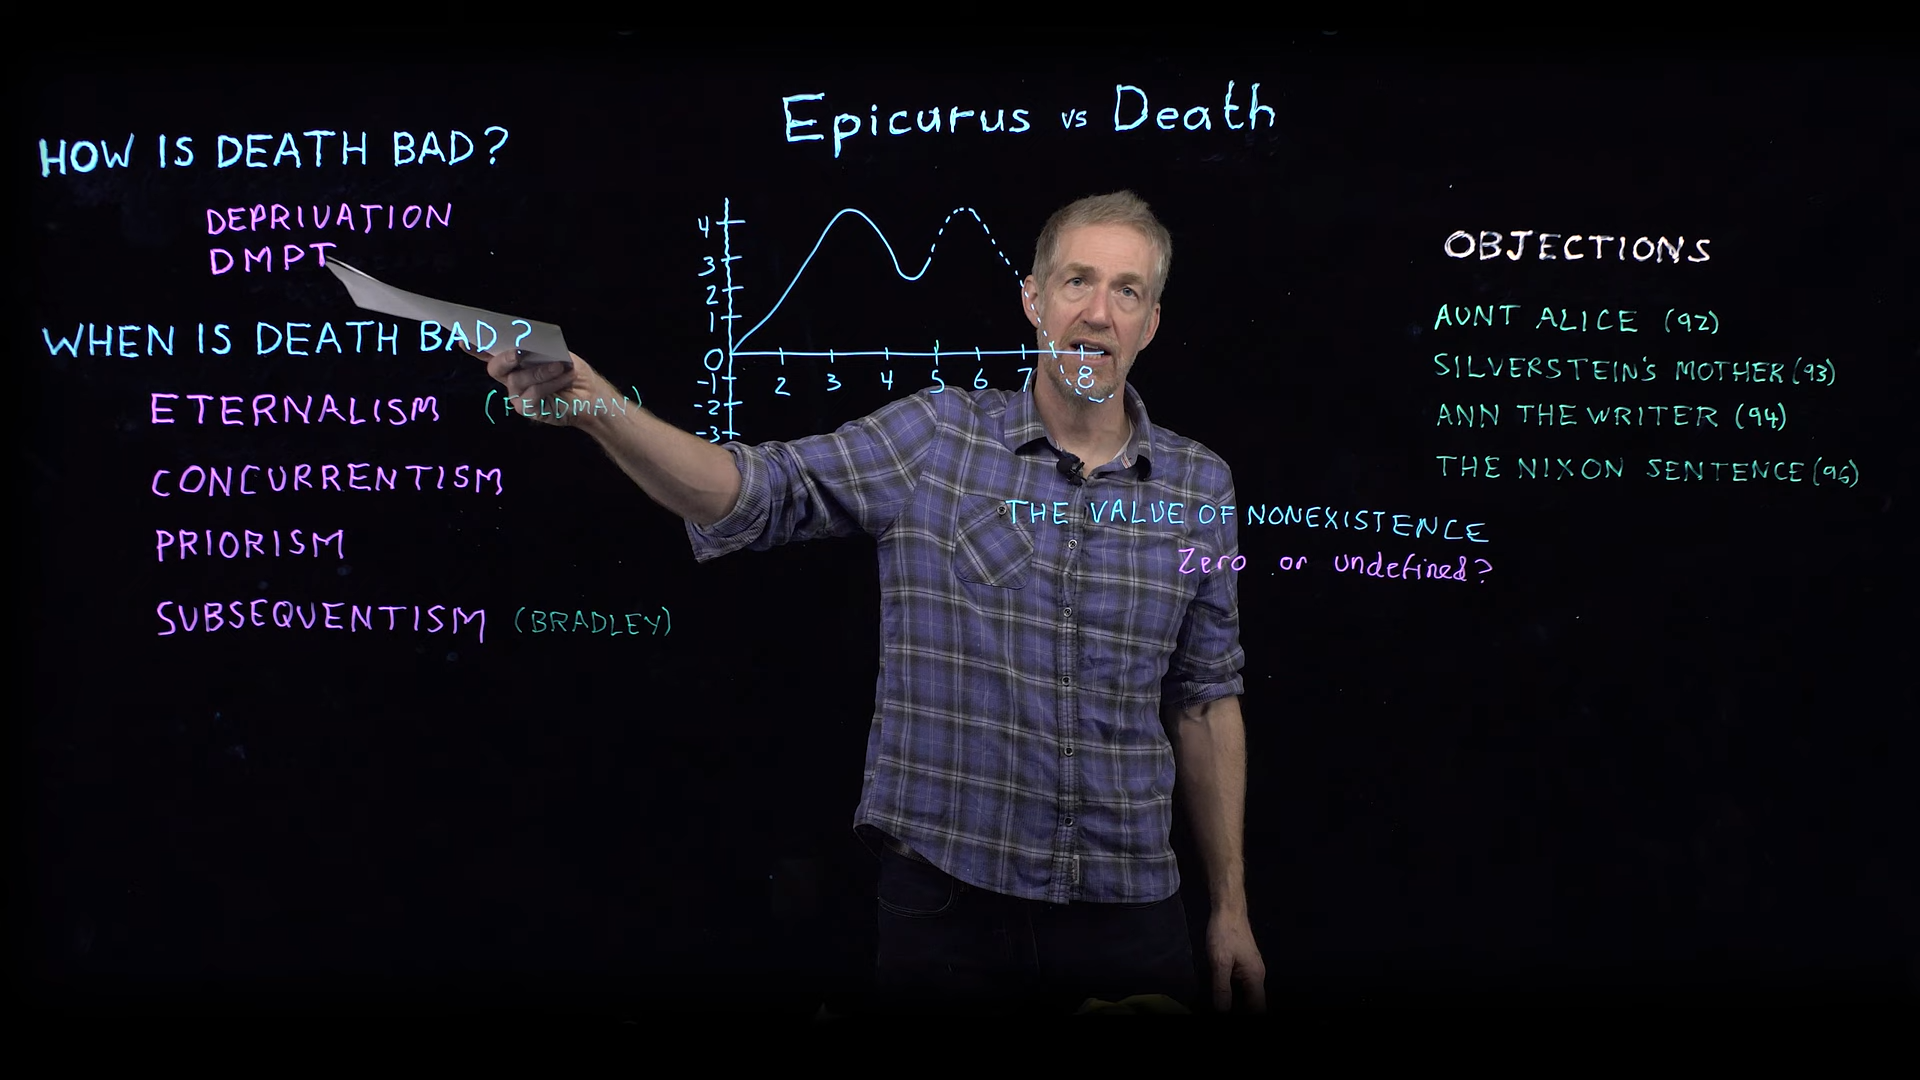 Epicurus vs Death
HOW IS DEATH BAD?
DEPRIVATION
DMPT
WHEN IS DEATH BAD?
ETERNALISM (FELDMAN)
CONCURRENTISM
PRIORISM
SUBSEQUENTISM (BRADLEY)
4
3
2
1
0
-1
-2
-3
2 3 4 5 6 7 8
THE VALUE OF NONEXISTENCE
Zero or undefined?
OBJECTIONS
AUNT ALICE (92)
SILVERSTEIN'S MOTHER (93)
ANN THE WRITER (94)
THE NIXON SENTENCE (96)